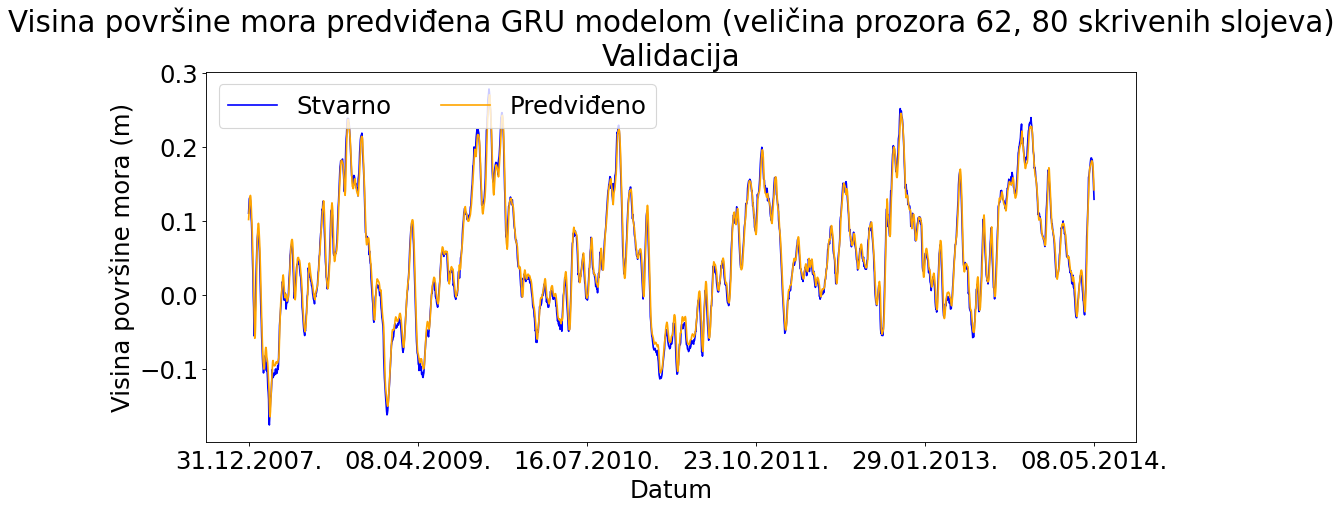 Visina površine mora predviđena GRU modelom (veličina prozora 62, 80 skrivenih slojeva)
Validacija
Stvarno Predviđeno
Visina površine mora (m)
0.3
0.2
0.1
0.0
−0.1
31.12.2007. 08.04.2009. 16.07.2010. 23.10.2011. 29.01.2013. 08.05.2014.
Datum